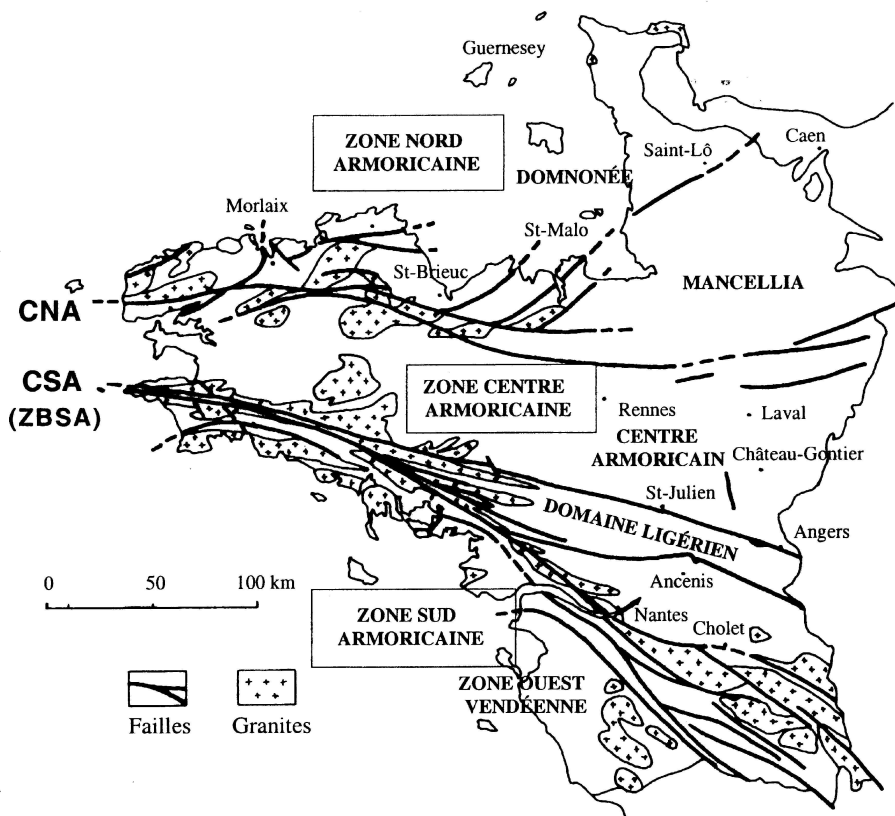 Guernesey
ZONE NORD
ARMORICAINE
Saint-Lô
Caen
DOMNONÉE
Morlaix
St-Malo
St-Brieuc
MANCELLIA
CNA
CSA
(ZBSA)
ZONE CENTRE
ARMORICAINE
Rennes
Laval
CENTRE
ARMORICAIN
Château-Gontier
St-Julien
DOMAINE LIGÉRIEN
Angers
0 50 100 km
Ancenis
ZONE SUD
ARMORICAINE
Nantes
Cholet
ZONE OUEST
VENDÉENNE
Failles
Granites